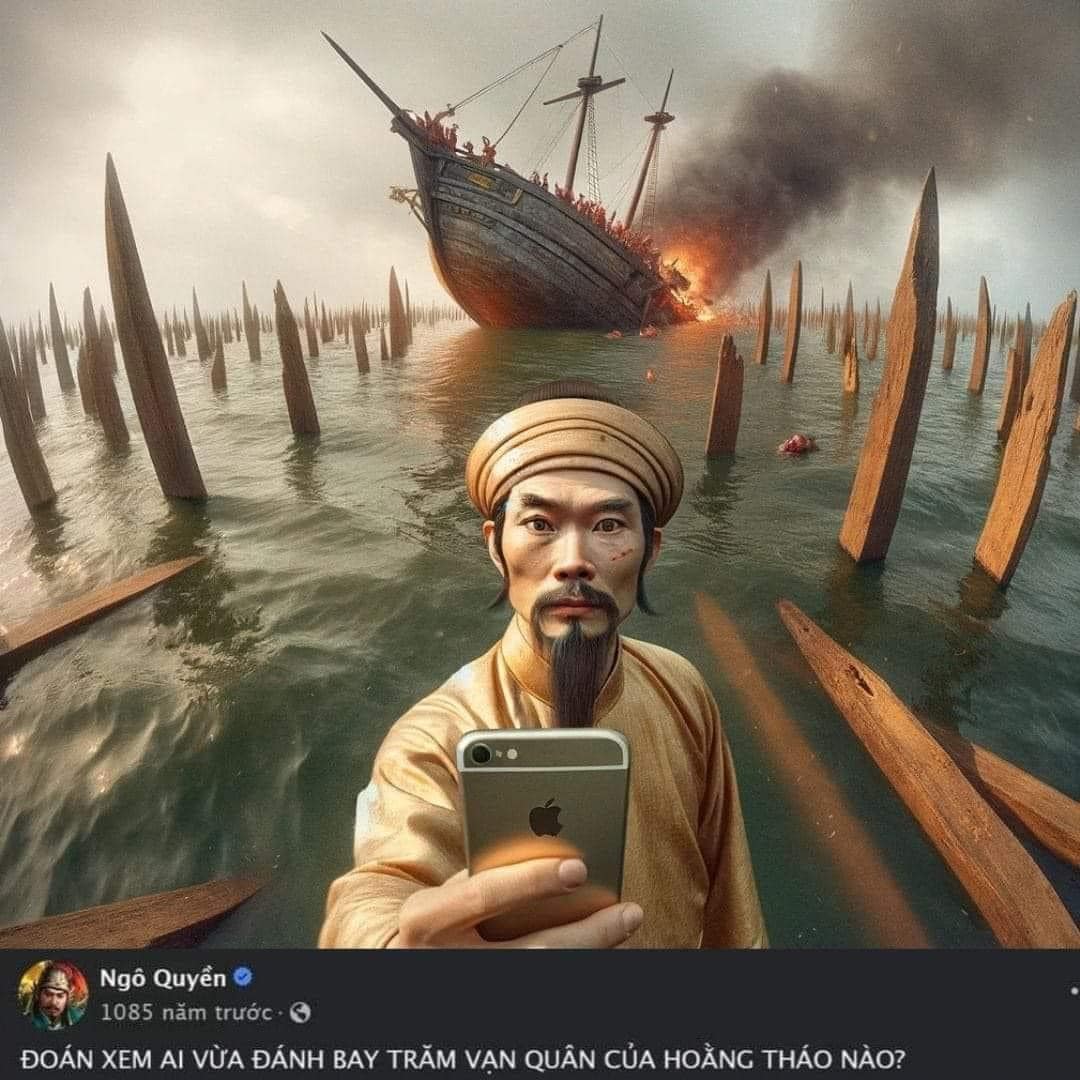 Ngô Quyền
1085 năm trước ·
ĐOÁN XEM AI VỪA ĐÁNH BAY TRĂM VẠN QUÂN CỦA HOẰNG THÁO NÀO?